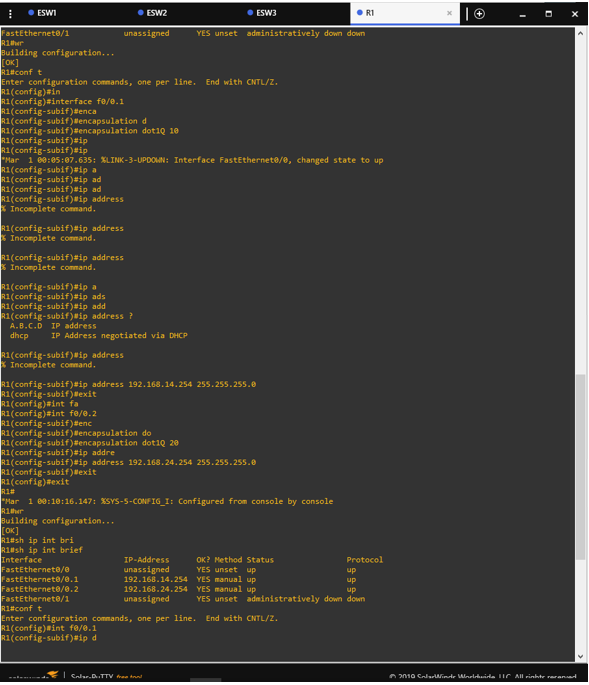 ESW1 ESW2 ESW3 R1
FastEthernet0/1 unassigned YES unset administratively down down
R1#wr
Building configuration...
[OK]
R1#conf t
Enter configuration commands, one per line. End with CNTL/Z.
R1(config)#in
R1(config)#interface f0/0.1
R1(config-subif)#enca
R1(config-subif)#encapsulation d
R1(config-subif)#encapsulation dot1Q 10
R1(config-subif)#ip
R1(config-subif)#ip
*Mar 1 00:05:07.635: %LINK-3-UPDOWN: Interface FastEthernet0/0, changed state to up
R1(config-subif)#ip a
R1(config-subif)#ip ad
R1(config-subif)#ip ad
R1(config-subif)#ip address
% Incomplete command.
R1(config-subif)#ip address
% Incomplete command.
R1(config-subif)#ip address
% Incomplete command.
R1(config-subif)#ip a
R1(config-subif)#ip ads
R1(config-subif)#ip add
R1(config-subif)#ip address ?
A.B.C.D IP address
dhcp IP Address negotiated via DHCP
R1(config-subif)#ip address
% Incomplete command.
R1(config-subif)#ip address 192.168.14.254 255.255.255.0
R1(config-subif)#exit
R1(config)#int fa
R1(config)#int f0/0.2
R1(config-subif)#enc
R1(config-subif)#encapsulation do
R1(config-subif)#encapsulation dot1Q 20
R1(config-subif)#ip addre
R1(config-subif)#ip address 192.168.24.254 255.255.255.0
R1(config-subif)#exit
R1(config)#exit
R1#
*Mar 1 00:10:16.147: %SYS-5-CONFIG_I: Configured from console by console
R1#wr
Building configuration...
[OK]
R1#sh ip int bri
R1#sh ip int brief
Interface IP-Address OK? Method Status Protocol
FastEthernet0/0 unassigned YES unset up up
FastEthernet0/0.1 192.168.14.254 YES manual up up
FastEthernet0/0.2 192.168.24.254 YES manual up up
FastEthernet0/1 unassigned YES unset administratively down down
R1#conf t
Enter configuration commands, one per line. End with CNTL/Z.
R1(config)#int f0/0.1
R1(config-subif)#ip d
solarwinds Solar-PuTTY free tool © 2019 SolarWinds Worldwide, LLC. All rights reserved.